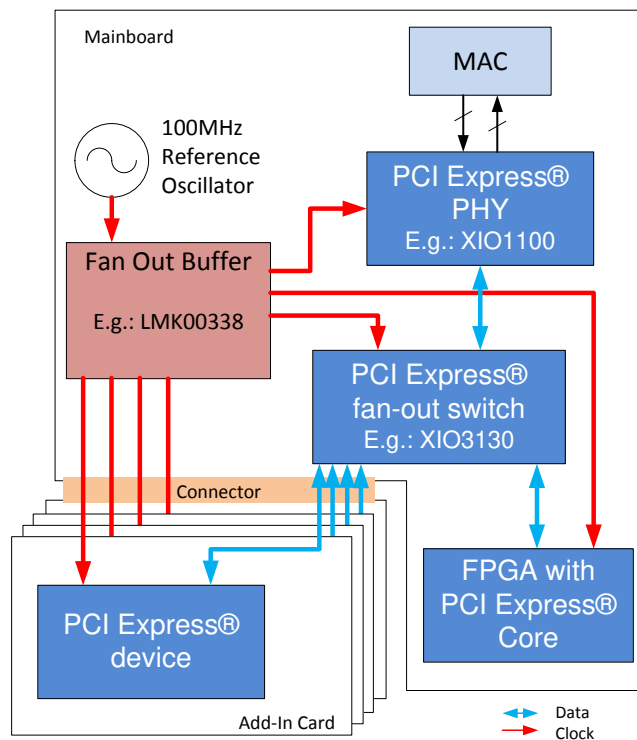 Mainboard
MAC
100MHz
Reference
Oscillator
PCI Express®
PHY
E.g.: XIO1100
Fan Out Buffer
E.g.: LMK00338
PCI Express®
fan-out switch
E.g.: XIO3130
Connector
FPGA with
PCI Express®
Core
PCI Express®
device
Add-In Card
Data
Clock